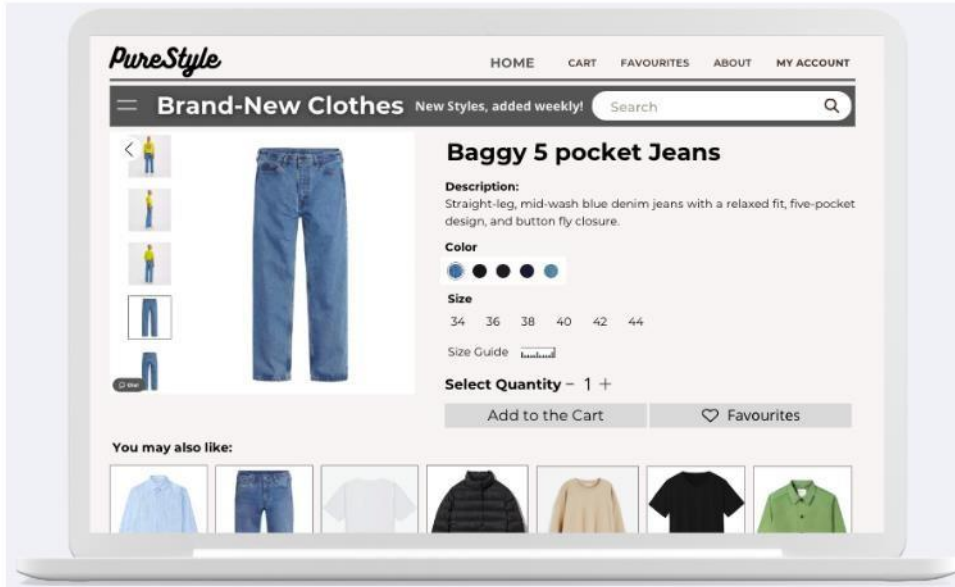 PureStyle
HOME CART FAVOURITES ABOUT MY ACCOUNT
Brand-New Clothes New Styles, added weekly! Search
Baggy 5 pocket Jeans
Description:
Straight-leg, mid-wash blue denim jeans with a relaxed fit, five-pocket
design, and button fly closure.
Color
Size
34 36 38 40 42 44
Size Guide
Select Quantity − 1 +
Add to the Cart Favourites
You may also like: